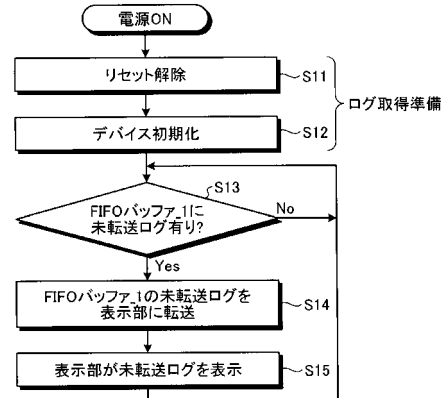 電源ON
リセット解除
S11
ログ取得準備
デバイス初期化
S12
S13
FIFOバッファ_1に
未転送ログ有り?
No
Yes
FIFOバッファ_1の未転送ログを
表示部に転送
S14
表示部が未転送ログを表示
S15